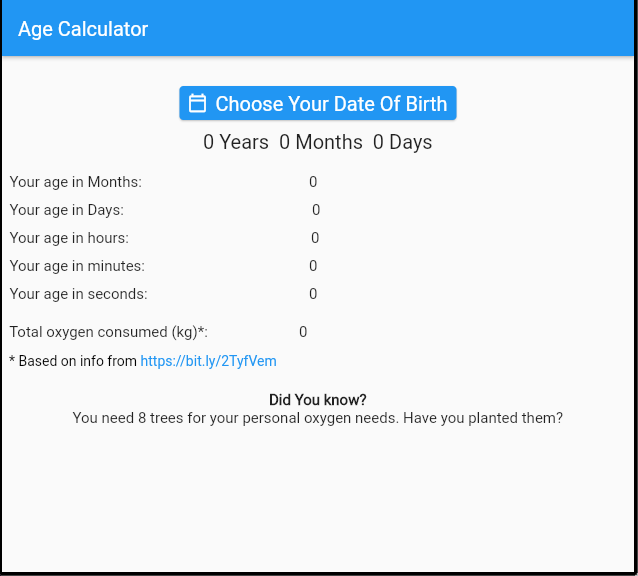 Age Calculator
Choose Your Date Of Birth
0 Years 0 Months 0 Days
Your age in Months: 0
Your age in Days: 0
Your age in hours: 0
Your age in minutes: 0
Your age in seconds: 0
Total oxygen consumed (kg)*: 0
* Based on info from https://bit.ly/2TyfVem
Did You know?
You need 8 trees for your personal oxygen needs. Have you planted them?